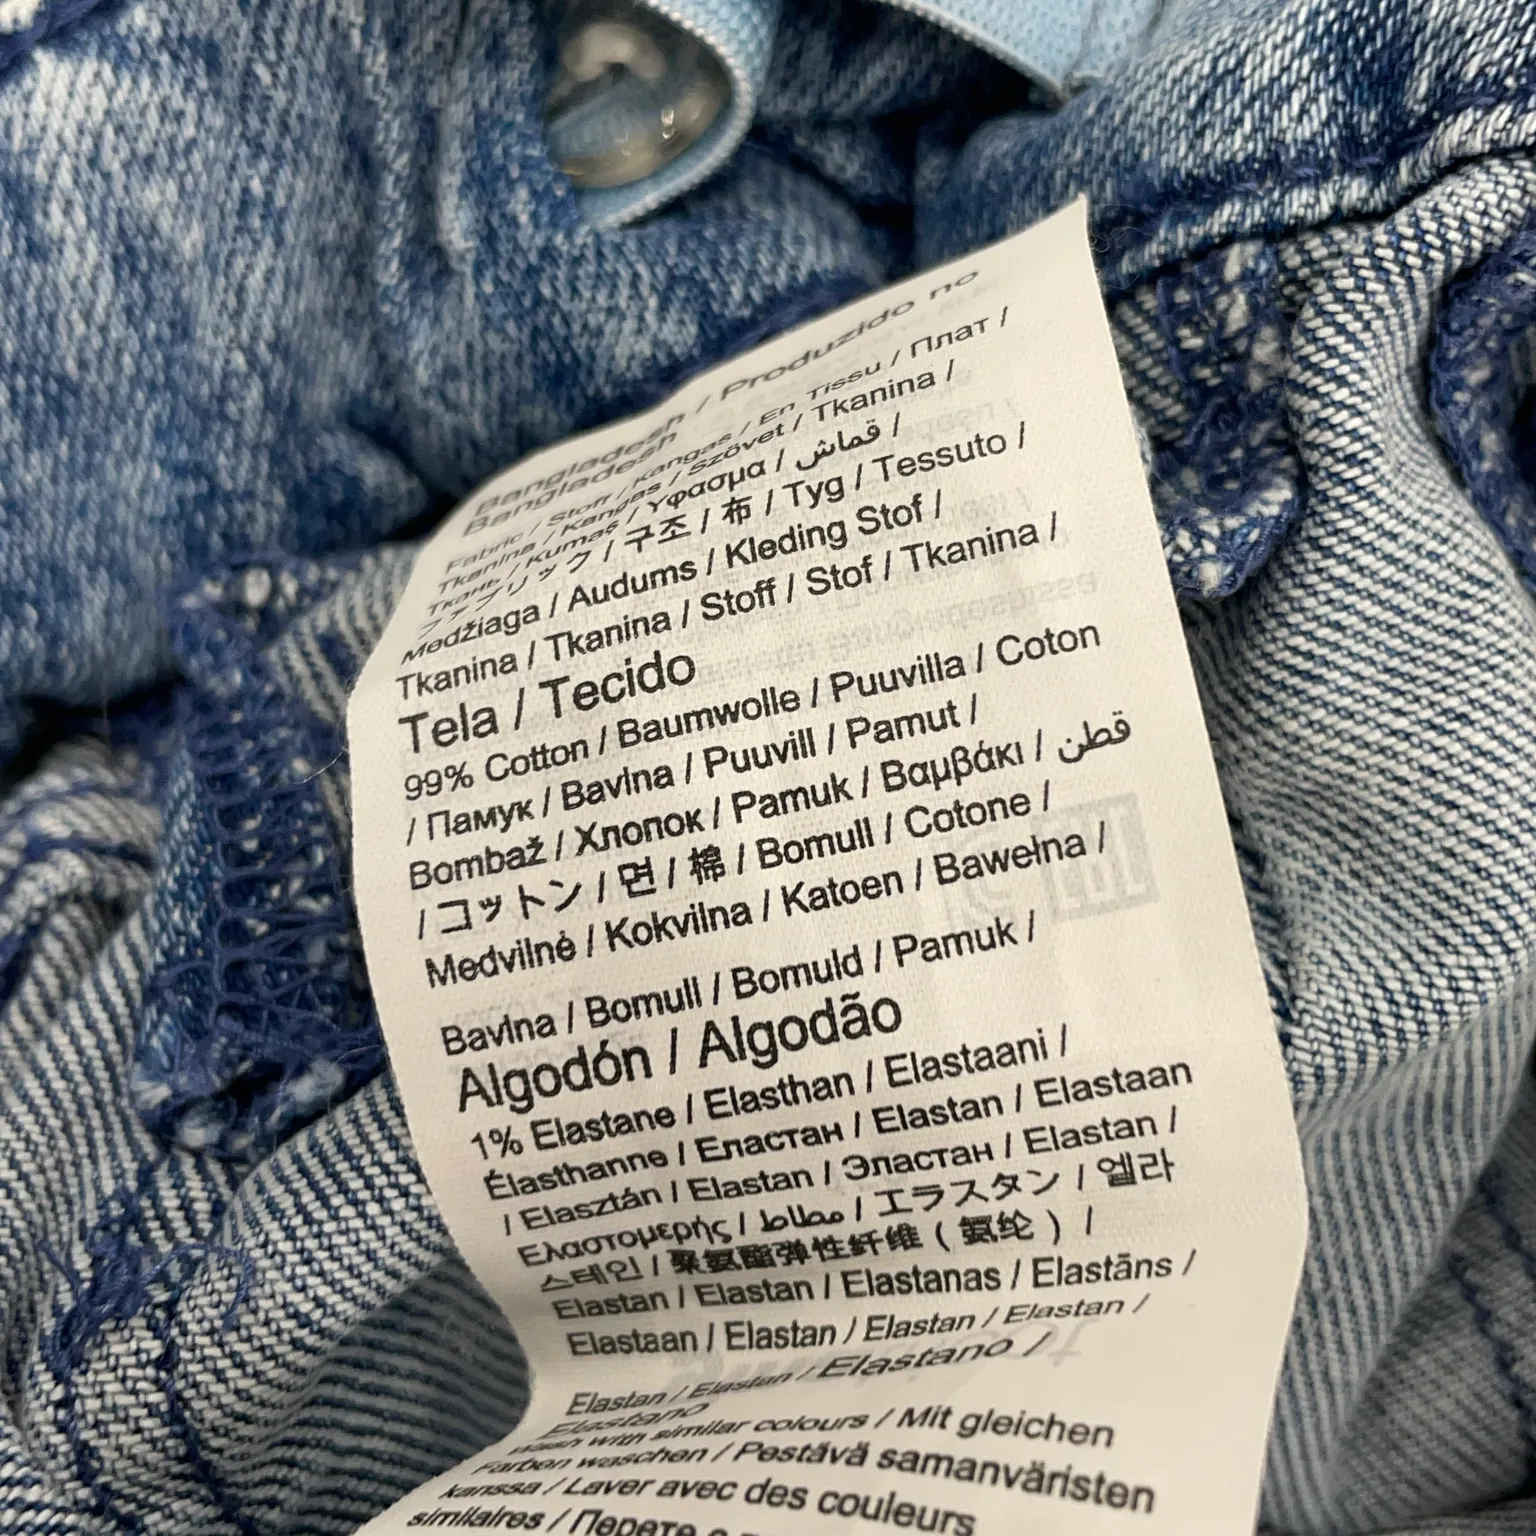 Bangladesh / Produzido no
Bangladesh
Fabric / Stoff / Kangas / En Tissu / Плат /
Tkanina / Kangas / Szövet / Tkanina /
Ткань / Kumaş / Υφασμα / قماش /
ファブリック / 구조 / 布 / Tyg / Tessuto /
Medžiaga / Audums / Kleding Stof /
Tkanina / Tkanina / Stoff / Stof / Tkanina /
Tela / Tecido
99% Cotton / Baumwolle / Puuvilla / Coton
/ Памук / Bavlna / Puuvill / Pamut /
Bombaž / Хлопок / Pamuk / Βαμβάκι / قطن
/ コットン / 면 / 棉 / Bomull / Cotone /
Medvilnė / Kokvilna / Katoen / Bawełna /
Bavlna / Bomull / Bomuld / Pamuk /
Algodón / Algodão
1% Elastane / Elasthan / Elastaani /
Élasthanne / Еластан / Elastan / Elastaan
/ Elasztán / Elastan / Эластан / Elastan /
Ελαστομερής / مطاط / エラスタン / 엘라
스테인 / 聚氨酯弹性纤维 ( 氨纶 ) /
Elastan / Elastan / Elastanas / Elastāns /
Elastaan / Elastan / Elastan / Elastan /
Elastan / Elastan / Elastano /
Elastano
Wash with similar colours / Mit gleichen
Farben waschen / Pestävä samanväristen
kanssa / Laver avec des couleurs
similaires / Перете с